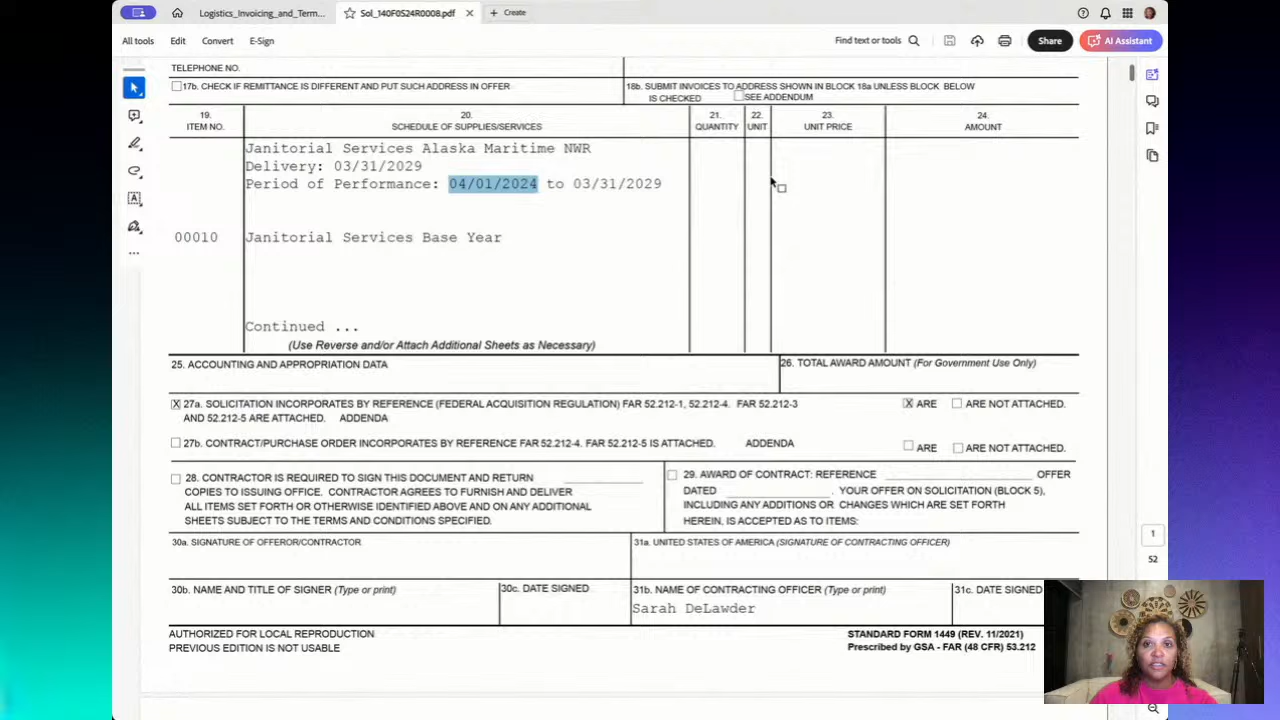 Logistics_Invoicing_and_Term...
Sol_140F0S24R0008.pdf
Create
All tools
Edit
Convert
E-Sign
Find text or tools
Share
AI Assistant
TELEPHONE NO.
17b. CHECK IF REMITTANCE IS DIFFERENT AND PUT SUCH ADDRESS IN OFFER
18b. SUBMIT INVOICES TO ADDRESS SHOWN IN BLOCK 18a UNLESS BLOCK BELOW
IS CHECKED
SEE ADDENDUM
19.
ITEM NO.
20.
SCHEDULE OF SUPPLIES/SERVICES
21.
QUANTITY
22.
UNIT
23.
UNIT PRICE
24.
AMOUNT
Janitorial Services Alaska Maritime NWR
Delivery: 03/31/2029
Period of Performance: 04/01/2024 to 03/31/2029
00010 Janitorial Services Base Year
Continued ...
(Use Reverse and/or Attach Additional Sheets as Necessary)
25. ACCOUNTING AND APPROPRIATION DATA
26. TOTAL AWARD AMOUNT (For Government Use Only)
X 27a. SOLICITATION INCORPORATES BY REFERENCE (FEDERAL ACQUISITION REGULATION) FAR 52.212-1, 52.212-4. FAR 52.212-3
AND 52.212-5 ARE ATTACHED. ADDENDA
X ARE
ARE NOT ATTACHED.
27b. CONTRACT/PURCHASE ORDER INCORPORATES BY REFERENCE FAR 52.212-4. FAR 52.212-5 IS ATTACHED. ADDENDA
ARE
ARE NOT ATTACHED.
28. CONTRACTOR IS REQUIRED TO SIGN THIS DOCUMENT AND RETURN
COPIES TO ISSUING OFFICE. CONTRACTOR AGREES TO FURNISH AND DELIVER
ALL ITEMS SET FORTH OR OTHERWISE IDENTIFIED ABOVE AND ON ANY ADDITIONAL
SHEETS SUBJECT TO THE TERMS AND CONDITIONS SPECIFIED.
29. AWARD OF CONTRACT: REFERENCE OFFER
DATED . YOUR OFFER ON SOLICITATION (BLOCK 5),
INCLUDING ANY ADDITIONS OR CHANGES WHICH ARE SET FORTH
HEREIN, IS ACCEPTED AS TO ITEMS:
30a. SIGNATURE OF OFFEROR/CONTRACTOR
31a. UNITED STATES OF AMERICA (SIGNATURE OF CONTRACTING OFFICER)
30b. NAME AND TITLE OF SIGNER (Type or print)
30c. DATE SIGNED
31b. NAME OF CONTRACTING OFFICER (Type or print)
Sarah DeLawder
31c. DATE SIGNED
AUTHORIZED FOR LOCAL REPRODUCTION
PREVIOUS EDITION IS NOT USABLE
STANDARD FORM 1449 (REV. 11/2021)
Prescribed by GSA - FAR (48 CFR) 53.212
1
52